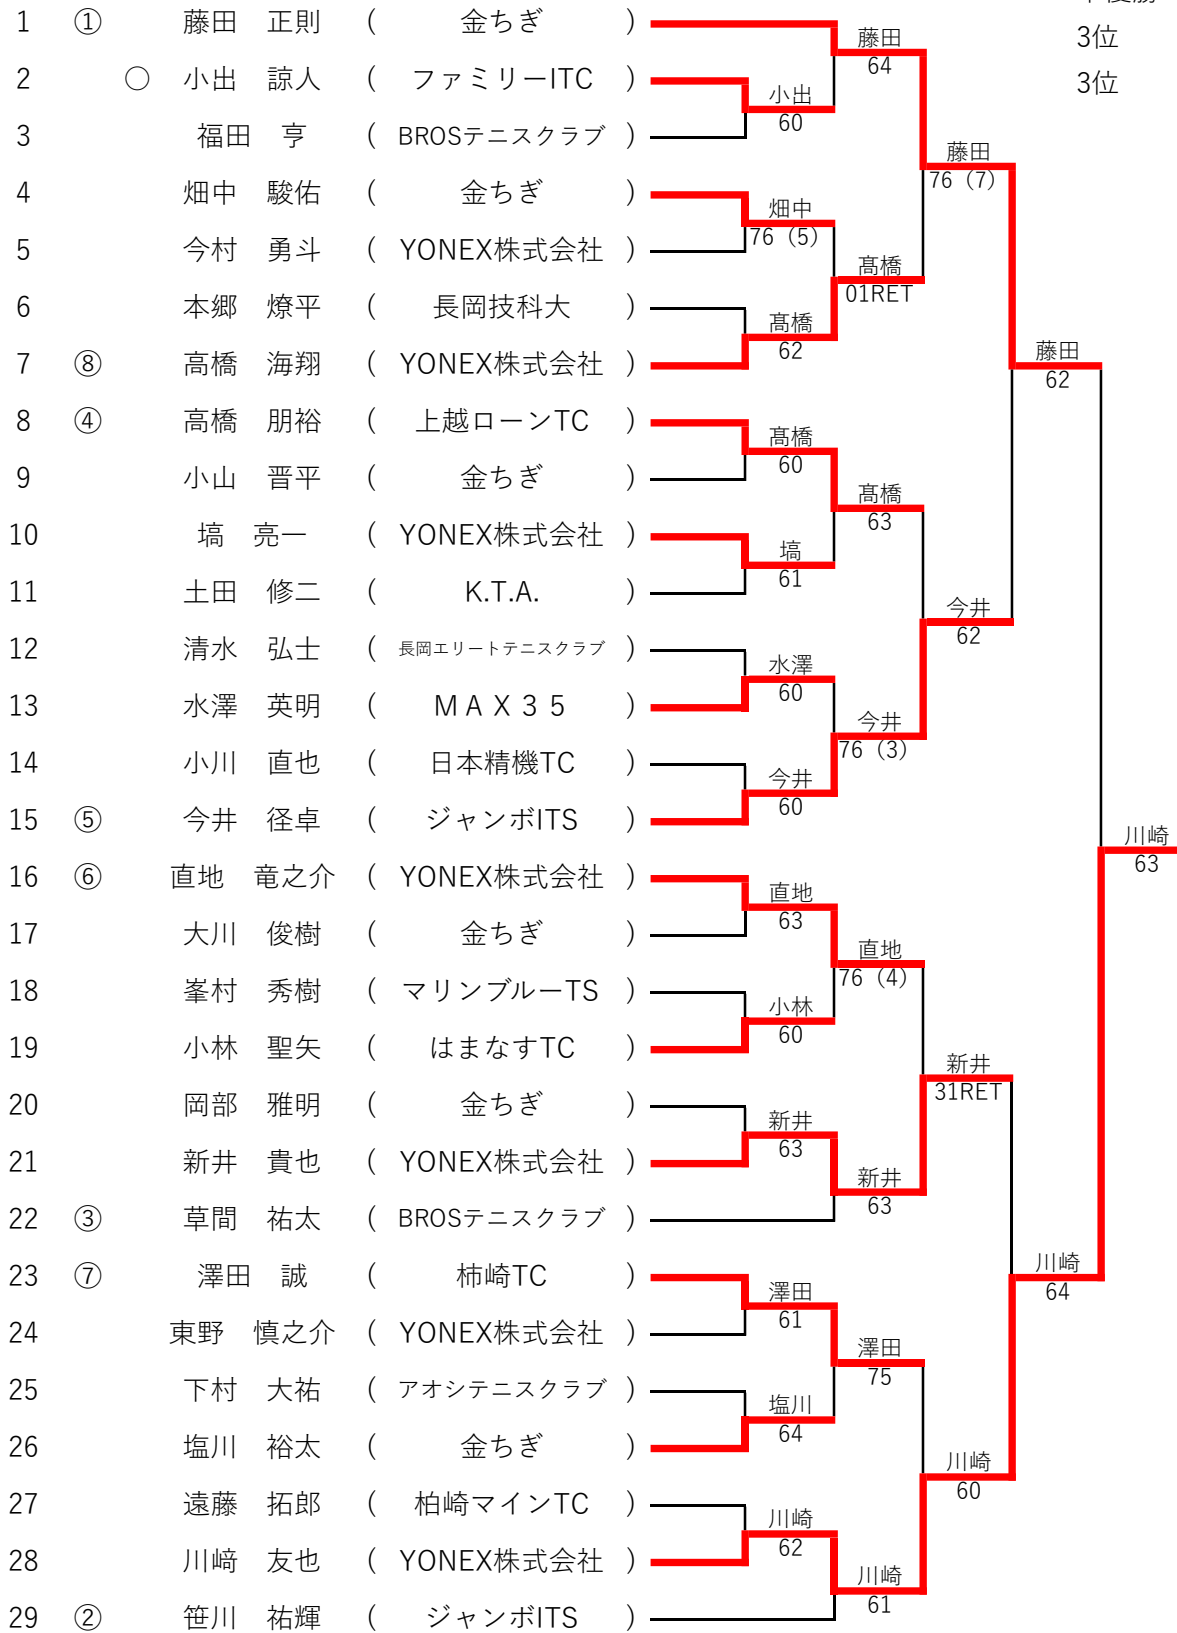 1 ① 藤田 正則 ( 金ちぎ )
2 ○ 小出 諒人 ( ファミリーITC )
3 福田 亨 ( BROSテニスクラブ )
4 畑中 駿佑 ( 金ちぎ )
5 今村 勇斗 ( YONEX株式会社 )
6 本郷 燎平 ( 長岡技科大 )
7 ⑧ 高橋 海翔 ( YONEX株式会社 )
8 ④ 高橋 朋裕 ( 上越ローンTC )
9 小山 晋平 ( 金ちぎ )
10 塙 亮一 ( YONEX株式会社 )
11 土田 修二 ( K.T.A. )
12 清水 弘士 ( 長岡エリートテニスクラブ )
13 水澤 英明 ( ＭＡＸ３５ )
14 小川 直也 ( 日本精機TC )
15 ⑤ 今井 径卓 ( ジャンボITS )
16 ⑥ 直地 竜之介 ( YONEX株式会社 )
17 大川 俊樹 ( 金ちぎ )
18 峯村 秀樹 ( マリンブルーTS )
19 小林 聖矢 ( はまなすTC )
20 岡部 雅明 ( 金ちぎ )
21 新井 貴也 ( YONEX株式会社 )
22 ③ 草間 祐太 ( BROSテニスクラブ )
23 ⑦ 澤田 誠 ( 柿崎TC )
24 東野 慎之介 ( YONEX株式会社 )
25 下村 大祐 ( アオシテニスクラブ )
26 塩川 裕太 ( 金ちぎ )
27 遠藤 拓郎 ( 柏崎マインTC )
28 川﨑 友也 ( YONEX株式会社 )
29 ② 笹川 祐輝 ( ジャンボITS )
小出
60
畑中
76（5）
髙橋
62
髙橋
60
塙
61
水澤
60
今井
60
直地
63
小林
60
新井
63
澤田
61
塩川
64
川崎
62
藤田
64
髙橋
01RET
髙橋
63
今井
76（3）
直地
76（4）
新井
63
澤田
75
川崎
61
藤田
76（7）
今井
62
新井
31RET
川崎
60
藤田
62
川崎
64
川崎
63
3位
3位